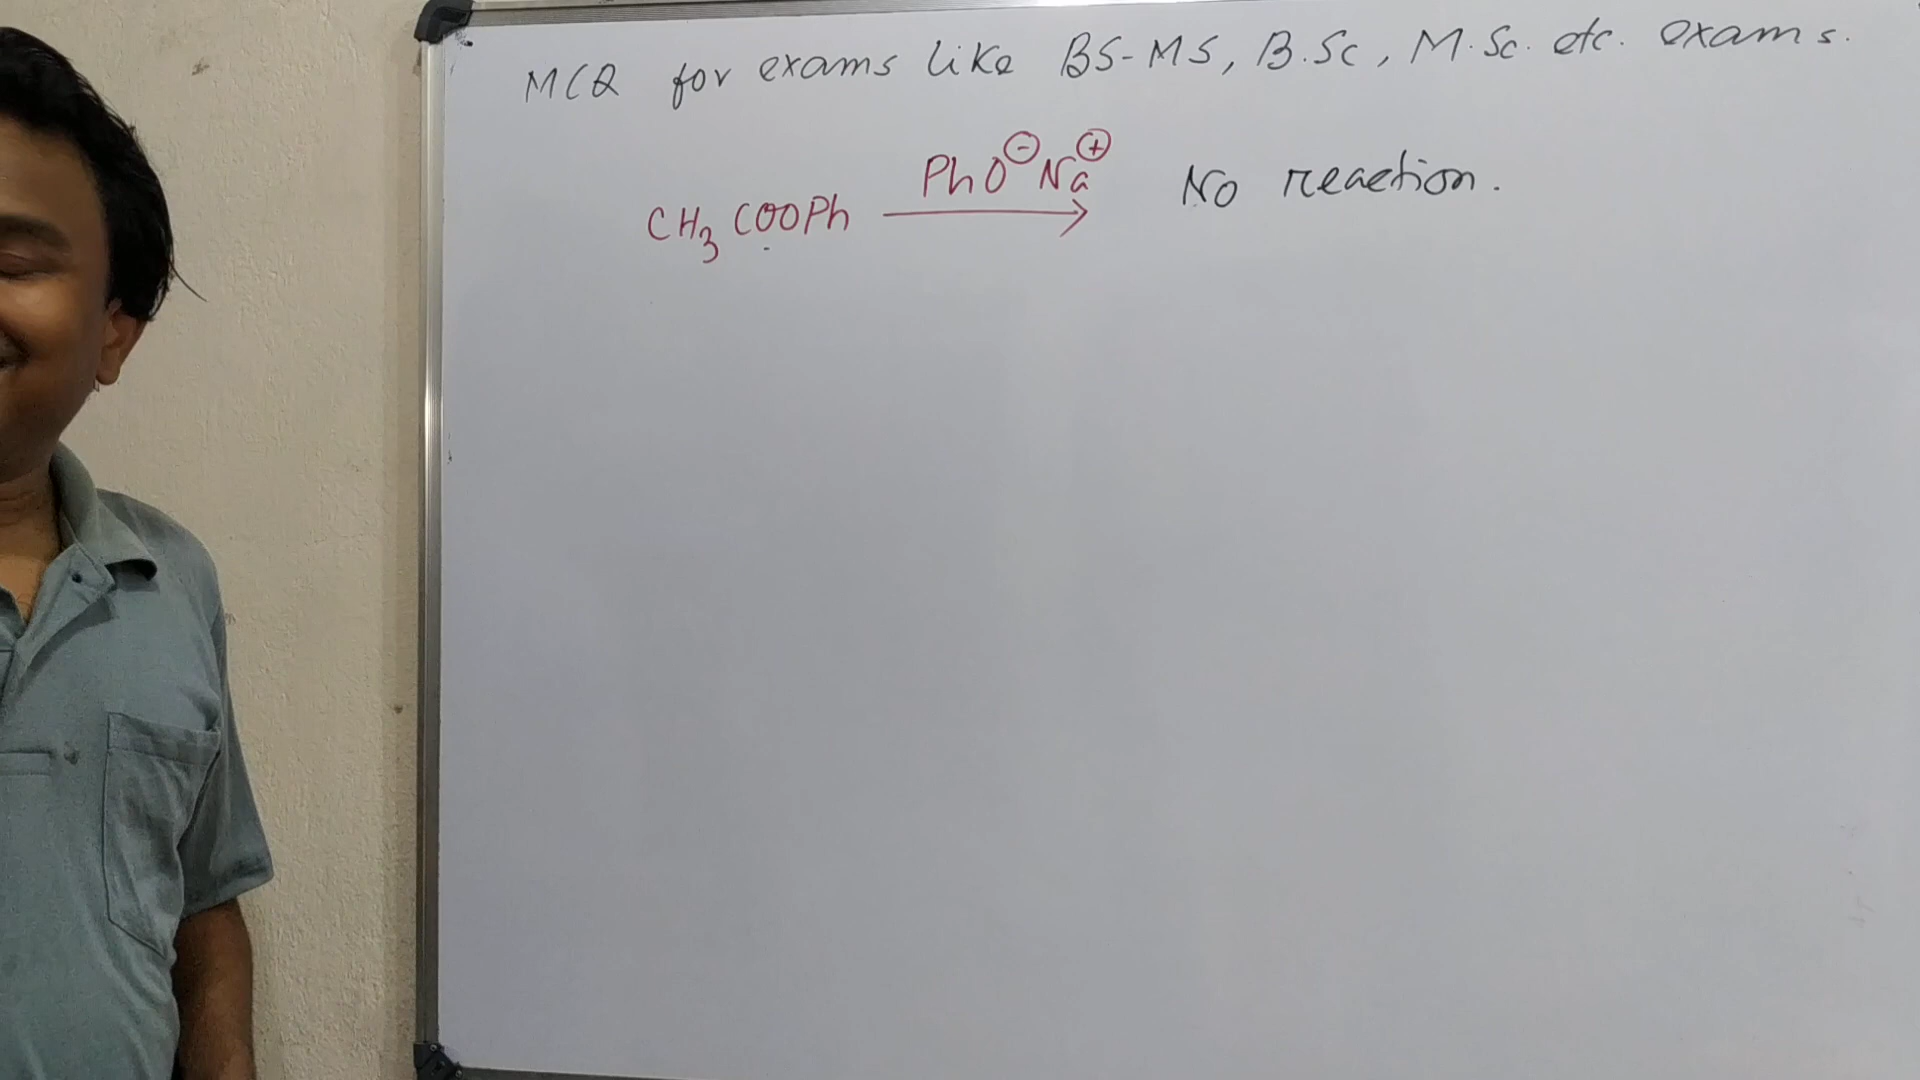 MCQ for exams like BS-MS, B.Sc, M.Sc. etc. exams.
PhO⊖Na⊕
CH₃COOPh ⟶ No reaction.